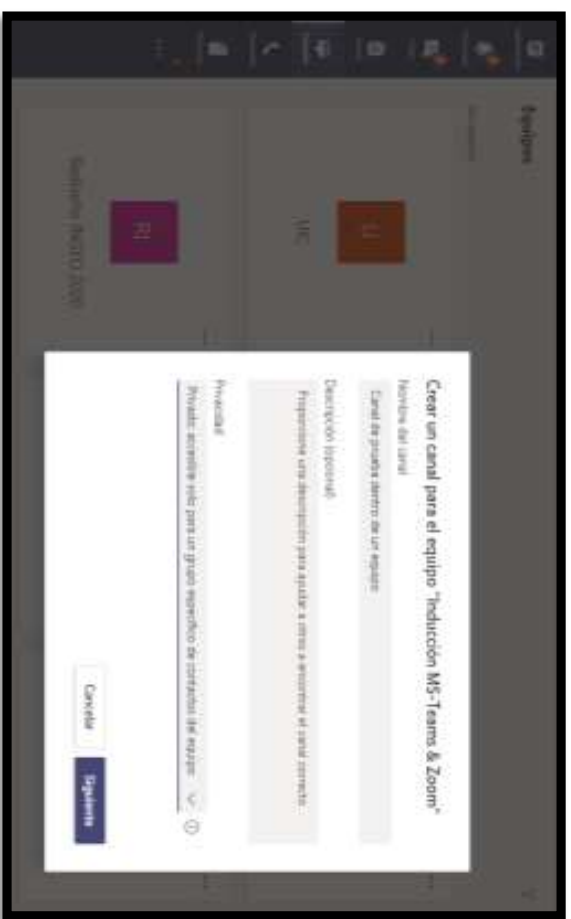 Equipos
LI
RI
Crear un canal para el equipo "Inducción MS-Teams & Zoom"
Nombre del canal
Canal de prueba dentro de un equipo
Descripción (opcional)
Proporcione una descripción para ayudar a otros a encontrar el canal correcto
Privacidad
Privado: accesible solo para un grupo específico de contactos del equipo
Cancelar
Siguiente